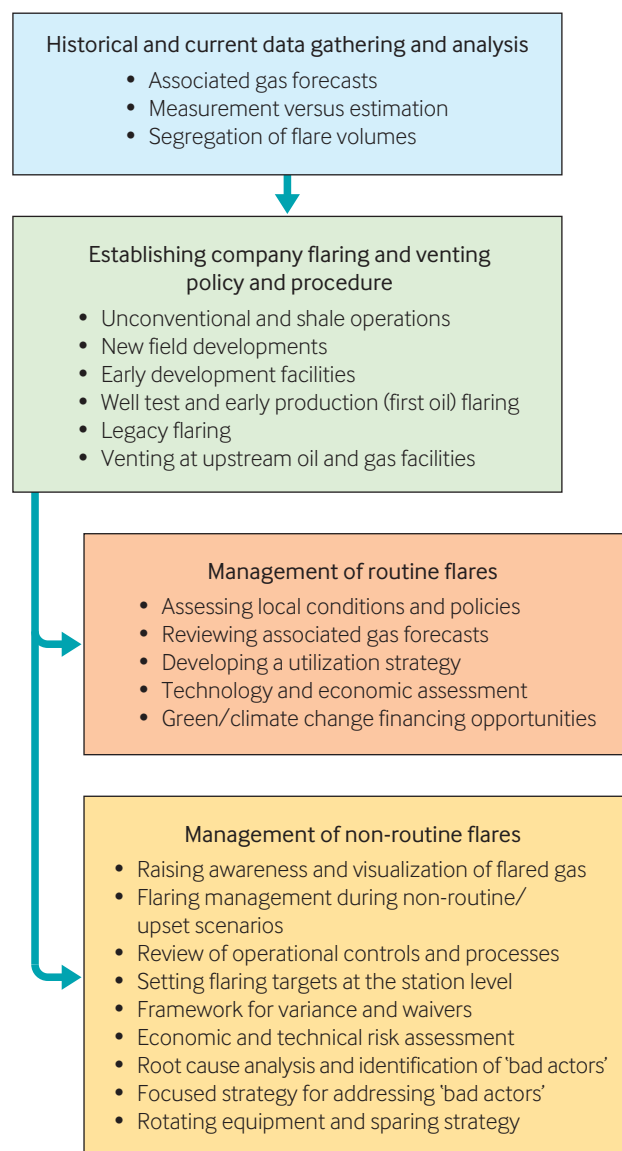 Historical and current data gathering and analysis
• Associated gas forecasts
• Measurement versus estimation
• Segregation of flare volumes
Establishing company flaring and venting
policy and procedure
• Unconventional and shale operations
• New field developments
• Early development facilities
• Well test and early production (first oil) flaring
• Legacy flaring
• Venting at upstream oil and gas facilities
Management of routine flares
• Assessing local conditions and policies
• Reviewing associated gas forecasts
• Developing a utilization strategy
• Technology and economic assessment
• Green/climate change financing opportunities
Management of non-routine flares
• Raising awareness and visualization of flared gas
• Flaring management during non-routine/
upset scenarios
• Review of operational controls and processes
• Setting flaring targets at the station level
• Framework for variance and waivers
• Economic and technical risk assessment
• Root cause analysis and identification of ‘bad actors’
• Focused strategy for addressing ‘bad actors’
• Rotating equipment and sparing strategy